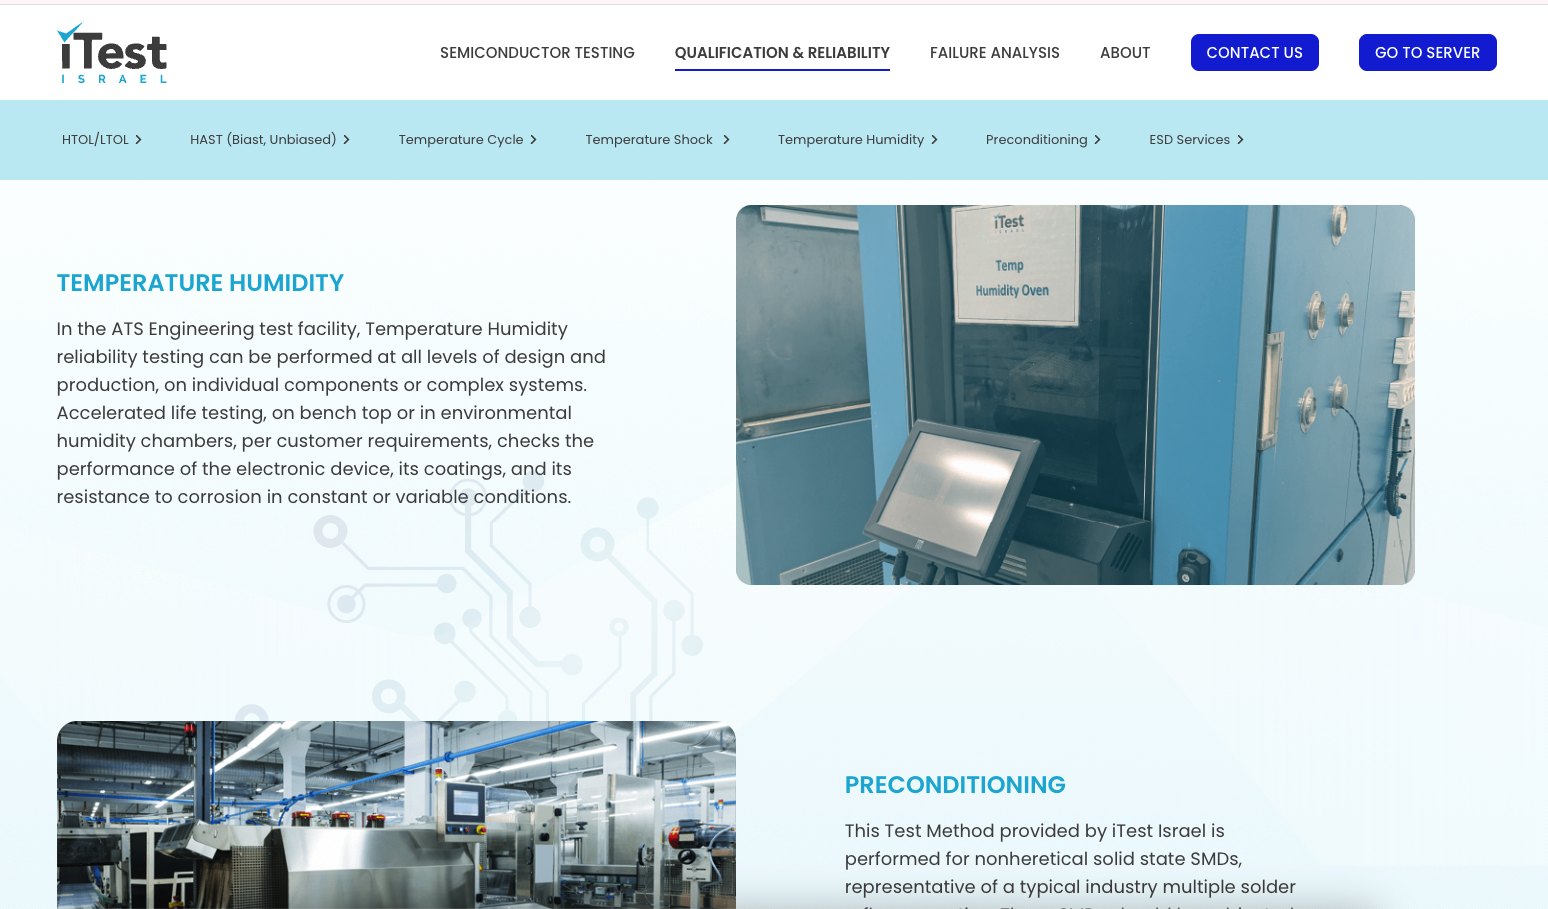 iTest
ISRAEL
SEMICONDUCTOR TESTING
QUALIFICATION & RELIABILITY
FAILURE ANALYSIS
ABOUT
CONTACT US
GO TO SERVER
HTOL/LTOL
HAST (Biast, Unbiased)
Temperature Cycle
Temperature Shock
Temperature Humidity
Preconditioning
ESD Services
TEMPERATURE HUMIDITY
In the ATS Engineering test facility, Temperature Humidity
reliability testing can be performed at all levels of design and
production, on individual components or complex systems.
Accelerated life testing, on bench top or in environmental
humidity chambers, per customer requirements, checks the
performance of the electronic device, its coatings, and its
resistance to corrosion in constant or variable conditions.
iTest
ISRAEL
Temp
Humidity Oven
PRECONDITIONING
This Test Method provided by iTest Israel is
performed for nonheretical solid state SMDs,
representative of a typical industry multiple solder